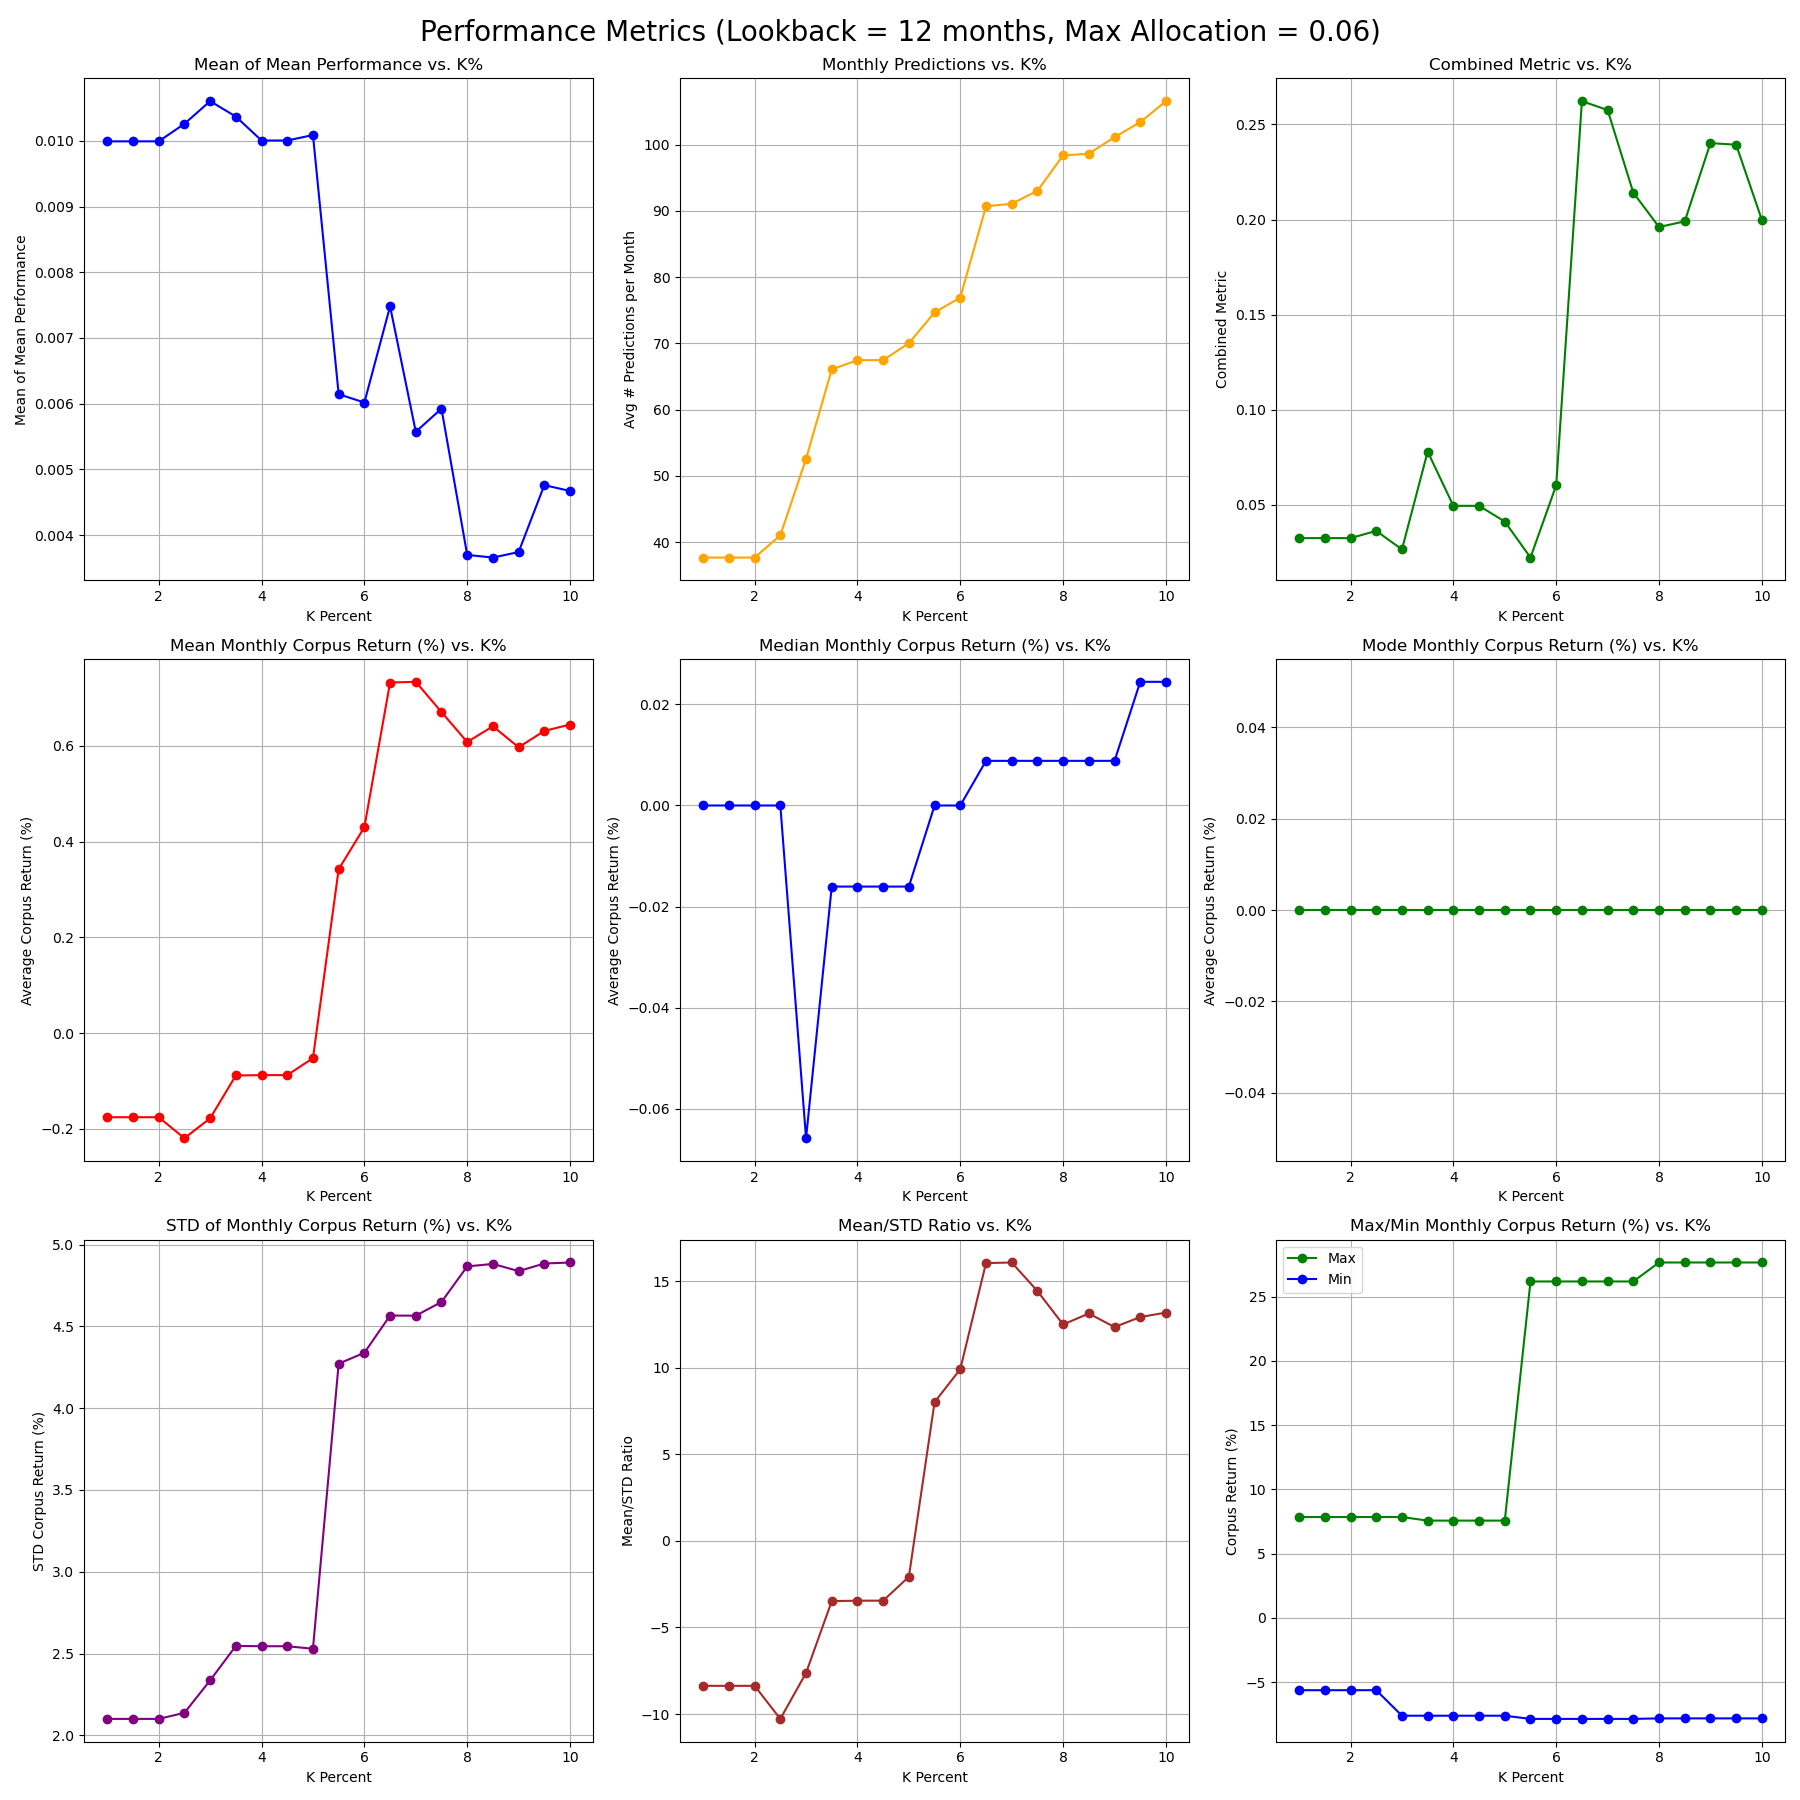 Performance Metrics (Lookback = 12 months, Max Allocation = 0.06)
Mean of Mean Performance vs. K%
Mean of Mean Performance
0.010
0.009
0.008
0.007
0.006
0.005
0.004
2 4 6 8 10
K Percent
Monthly Predictions vs. K%
Avg # Predictions per Month
100
90
80
70
60
50
40
2 4 6 8 10
K Percent
Combined Metric vs. K%
Combined Metric
0.25
0.20
0.15
0.10
0.05
2 4 6 8 10
K Percent
Mean Monthly Corpus Return (%) vs. K%
Average Corpus Return (%)
0.6
0.4
0.2
0.0
−0.2
2 4 6 8 10
K Percent
Median Monthly Corpus Return (%) vs. K%
Average Corpus Return (%)
0.02
0.00
−0.02
−0.04
−0.06
2 4 6 8 10
K Percent
Mode Monthly Corpus Return (%) vs. K%
Average Corpus Return (%)
0.04
0.02
0.00
−0.02
−0.04
2 4 6 8 10
K Percent
STD of Monthly Corpus Return (%) vs. K%
STD Corpus Return (%)
5.0
4.5
4.0
3.5
3.0
2.5
2.0
2 4 6 8 10
K Percent
Mean/STD Ratio vs. K%
Mean/STD Ratio
15
10
5
0
−5
−10
2 4 6 8 10
K Percent
Max/Min Monthly Corpus Return (%) vs. K%
Max
Min
Corpus Return (%)
25
20
15
10
5
0
−5
2 4 6 8 10
K Percent